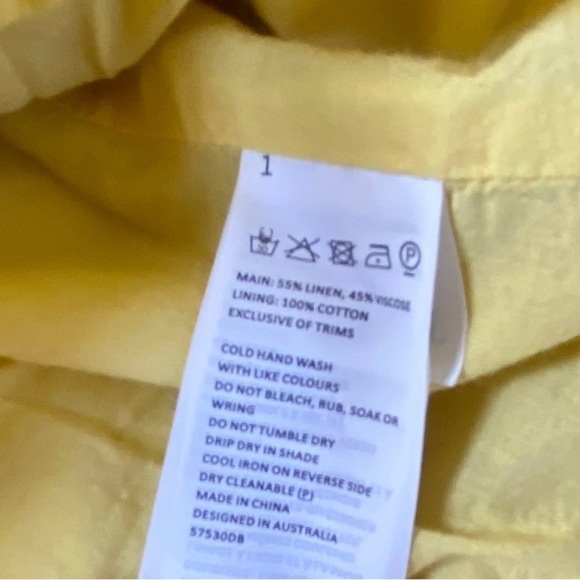 1
MAIN: 55% LINEN, 45% VISCOSE
LINING: 100% COTTON
EXCLUSIVE OF TRIMS
COLD HAND WASH
WITH LIKE COLOURS
DO NOT BLEACH, RUB, SOAK OR
WRING
DO NOT TUMBLE DRY
DRIP DRY IN SHADE
COOL IRON ON REVERSE SIDE
DRY CLEANABLE (P)
MADE IN CHINA
DESIGNED IN AUSTRALIA
57530DB